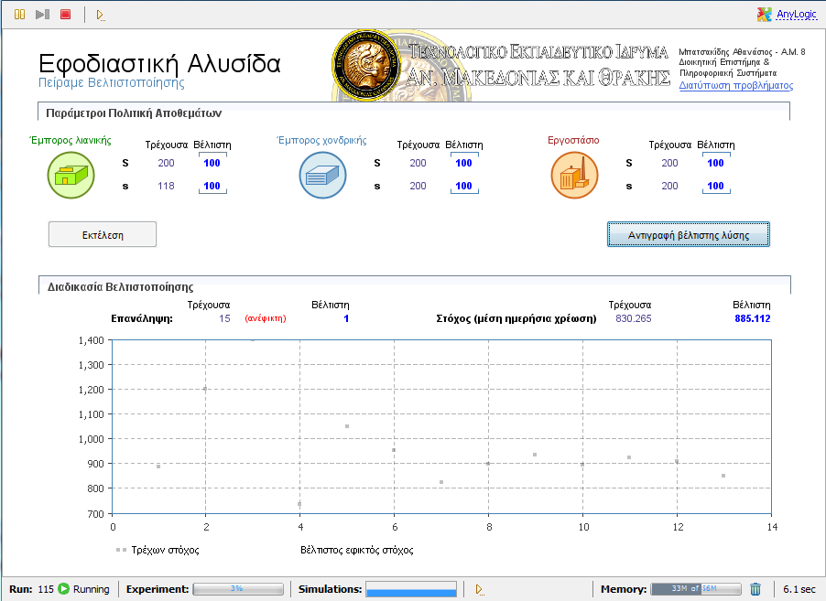 AnyLogic
Εφοδιαστική Αλυσίδα
Πείραμε Βελτιστοποίησης
ΤΕΧΝΟΛΟΓΙΚΟ ΕΚΠΑΙΔΕΥΤΙΚΟ ΙΔΡΥΜΑ
ΑΝ. ΜΑΚΕΔΟΝΙΑΣ ΚΑΙ ΘΡΑΚΗΣ
Μπατσακίδης Αθανάσιος - Α.Μ. 8
Διοικητική Επιστήμα &
Πληροφοριακή Συστήματα
Διατύπωση προβλήματος
Παράμετροι Πολιτική Αποθεμάτων
Έμπορος λιανικής Τρέχουσα Βέλτιστη
S 200 100
s 118 100
Έμπορος χονδρικής Τρέχουσα Βέλτιστη
S 200 100
s 200 100
Εργοστάσιο Τρέχουσα Βέλτιστη
S 200 100
s 200 100
Εκτέλεση
Αντιγραφή βέλτιστης λύσης
Διαδικασία Βελτιστοποίησης
Τρέχουσα Βέλτιστη Τρέχουσα Βέλτιστη
Επανάληψη: 15 (ανέφικτη) 1 Στόχος (μέση ημερήσια χρέωση) 830.265 885.112
1,400
1,300
1,200
1,100
1,000
900
800
700
0 2 4 6 8 10 12 14
Τρέχων στόχος Βέλτιστος εφικτός στόχος
Run: 115 Running Experiment: 3% Simulations: Memory: 33M of 56M 6.1 sec